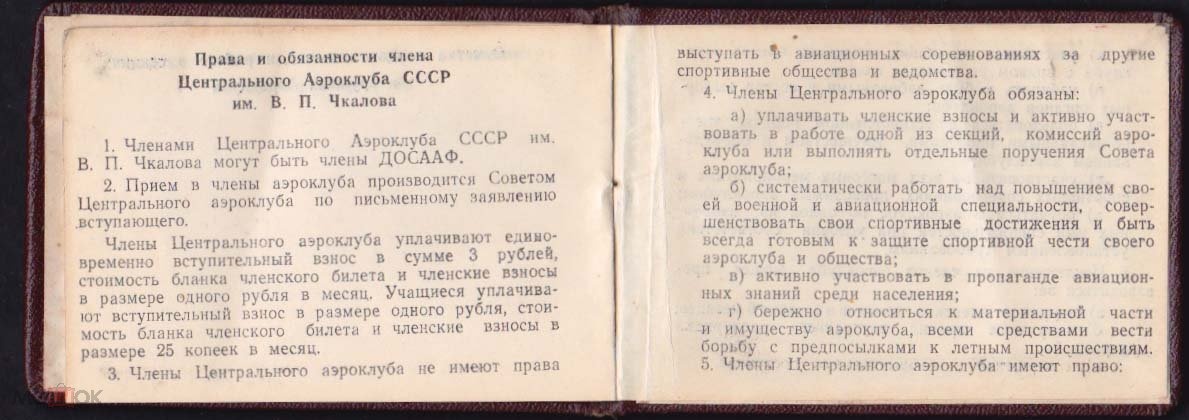 Права и обязанности члена
Центрального Аэроклуба СССР
им. В. П. Чкалова
1. Членами Центрального Аэроклуба СССР им.
В. П. Чкалова могут быть члены ДОСААФ.
2. Прием в члены аэроклуба производится Советом
Центрального аэроклуба по письменному заявлению
вступающего.
Члены Центрального аэроклуба уплачивают едино-
временно вступительный взнос в сумме 3 рублей,
стоимость бланка членского билета и членские взносы
в размере одного рубля в месяц. Учащиеся уплачива-
ют вступительный взнос в размере одного рубля, стои-
мость бланка членского билета и членские взносы в
размере 25 копеек в месяц.
3. Члены Центрального аэроклуба не имеют права
выступать в авиационных соревнованиях за другие
спортивные общества и ведомства.
4. Члены Центрального аэроклуба обязаны:
а) уплачивать членские взносы и активно участ-
вовать в работе одной из секций, комиссий аэро-
клуба или выполнять отдельные поручения Совета
аэроклуба;
б) систематически работать над повышением сво-
ей военной и авиационной специальности, совер-
шенствовать свои спортивные достижения и быть
всегда готовым к защите спортивной чести своего
аэроклуба и общества;
в) активно участвовать в пропаганде авиацион-
ных знаний среди населения;
г) бережно относиться к материальной части
и имуществу аэроклуба, всеми средствами вести
борьбу с предпосылками к летным происшествиям.
5. Члены Центрального аэроклуба имеют право: